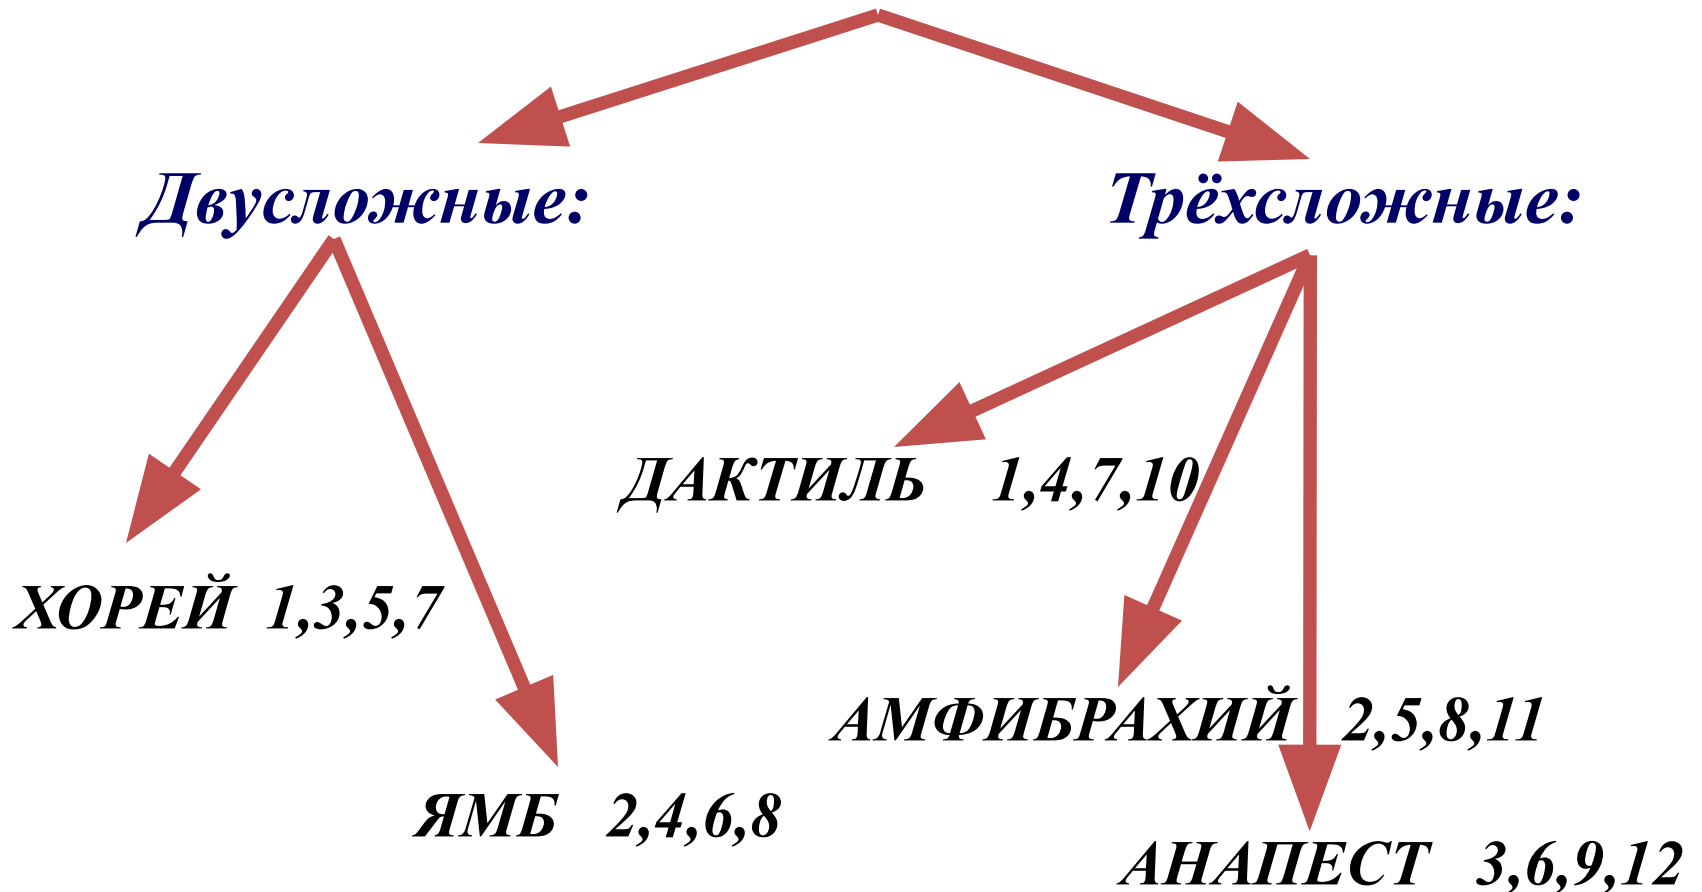 Двусложные:
Трёхсложные:
ДАКТИЛЬ 1,4,7,10
ХОРЕЙ 1,3,5,7
АМФИБРАХИЙ 2,5,8,11
ЯМБ 2,4,6,8
АНАПЕСТ 3,6,9,12